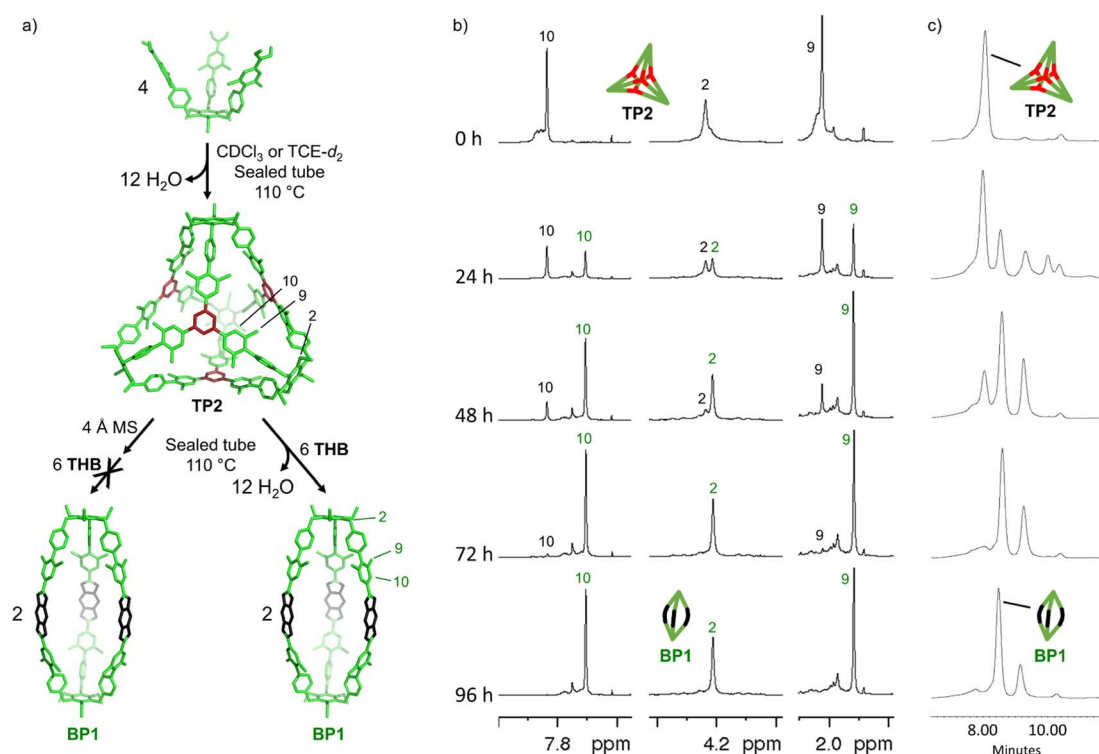 a)
4
12 H₂O
CDCl₃ or TCE-d₂
Sealed tube
110 °C
10
9
2
TP2
4 Å MS
6 THB
Sealed tube
110 °C
6 THB
12 H₂O
2
2
2
9
10
BP1
BP1
b)
10
TP2
2
9
0 h
10
10
2
2
9
9
24 h
10
10
2
2
9
9
48 h
10
10
2
9
9
72 h
10
BP1
2
9
96 h
7.8 ppm
4.2 ppm
2.0 ppm
c)
TP2
BP1
8.00 10.00
Minutes